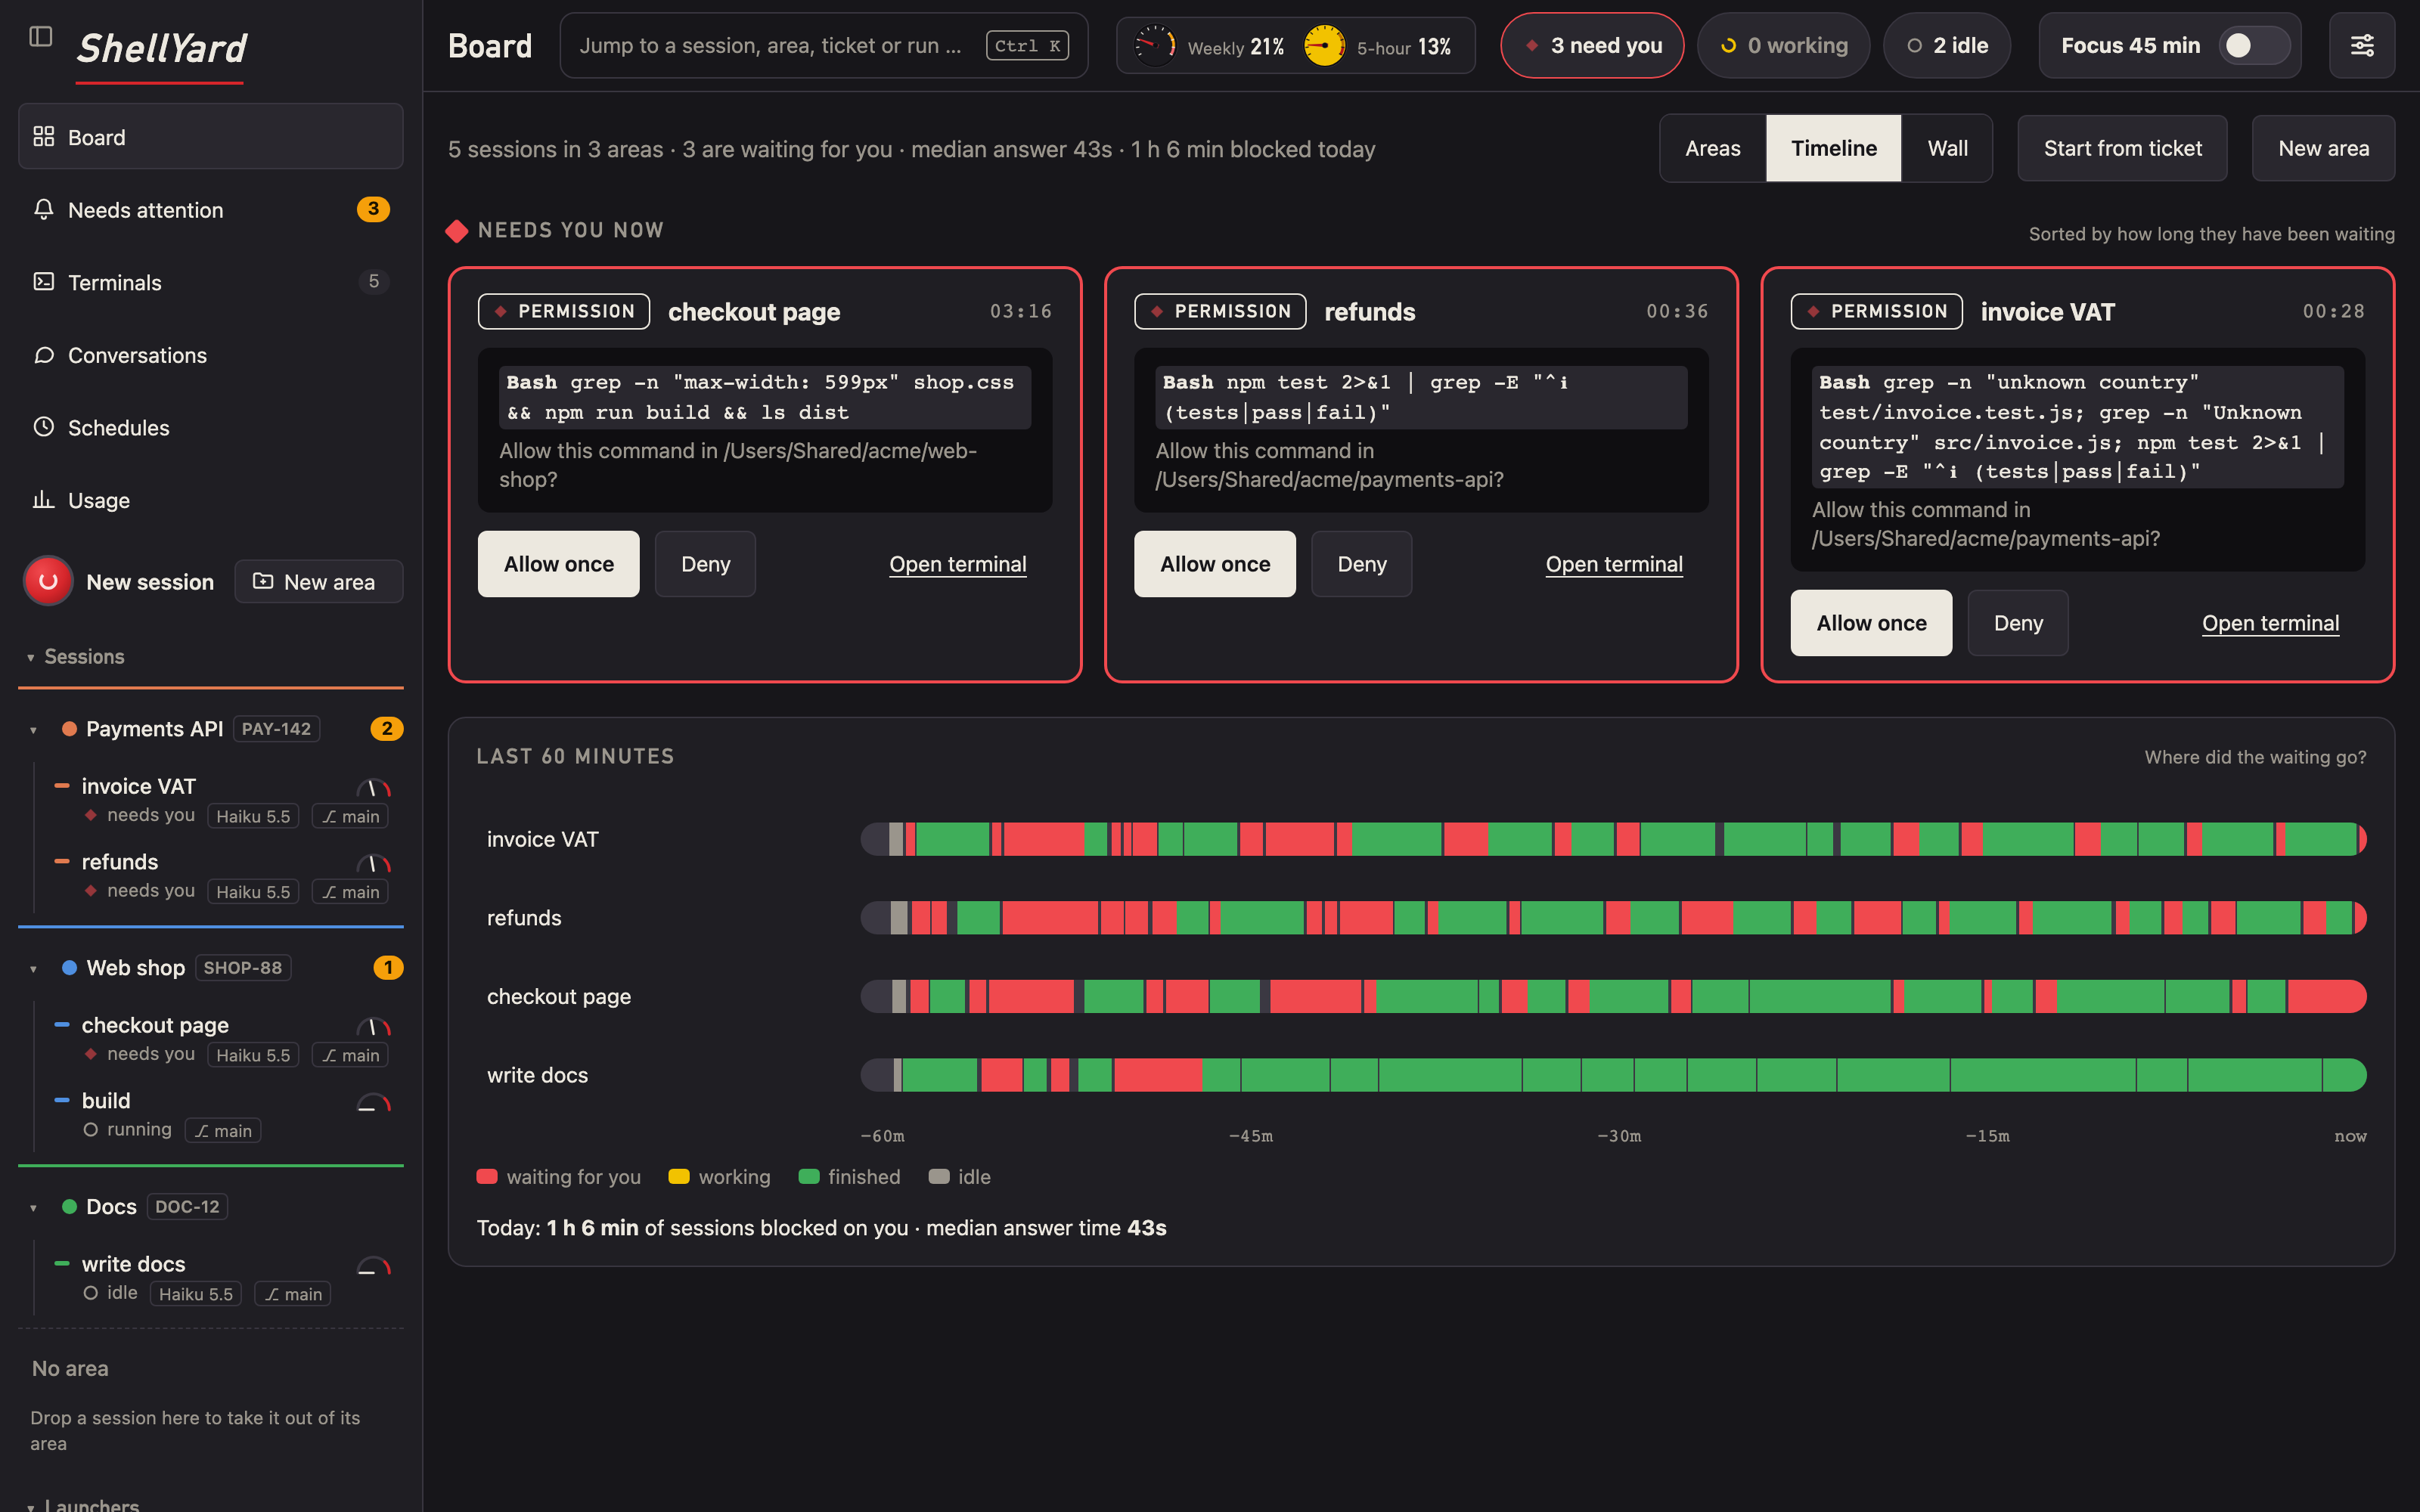 ShellYard
Board
Needs attention 3
Terminals 5
Conversations
Schedules
Usage
New session
New area
Sessions
Payments API PAY-142 2
invoice VAT
needs you Haiku 5.5 main
refunds
needs you Haiku 5.5 main
Web shop SHOP-88 1
checkout page
needs you Haiku 5.5 main
build
running main
Docs DOC-12
write docs
idle Haiku 5.5 main
No area
Drop a session here to take it out of its
area
Launchers
Board
Jump to a session, area, ticket or run ... Ctrl K
Weekly 21% 5-hour 13%
3 need you
0 working
2 idle
Focus 45 min
5 sessions in 3 areas · 3 are waiting for you · median answer 43s · 1 h 6 min blocked today
Areas Timeline Wall
Start from ticket
New area
NEEDS YOU NOW
Sorted by how long they have been waiting
PERMISSION checkout page 03:16
Bash grep -n "max-width: 599px" shop.css
&& npm run build && ls dist
Allow this command in /Users/Shared/acme/web-
shop?
Allow once Deny Open terminal
PERMISSION refunds 00:36
Bash npm test 2>&1 | grep -E "^ℹ
(tests|pass|fail)"
Allow this command in
/Users/Shared/acme/payments-api?
Allow once Deny Open terminal
PERMISSION invoice VAT 00:28
Bash grep -n "unknown country"
test/invoice.test.js; grep -n "Unknown
country" src/invoice.js; npm test 2>&1 |
grep -E "^ℹ (tests|pass|fail)"
Allow this command in
/Users/Shared/acme/payments-api?
Allow once Deny Open terminal
LAST 60 MINUTES
Where did the waiting go?
invoice VAT
refunds
checkout page
write docs
-60m -45m -30m -15m now
waiting for you working finished idle
Today: 1 h 6 min of sessions blocked on you · median answer time 43s